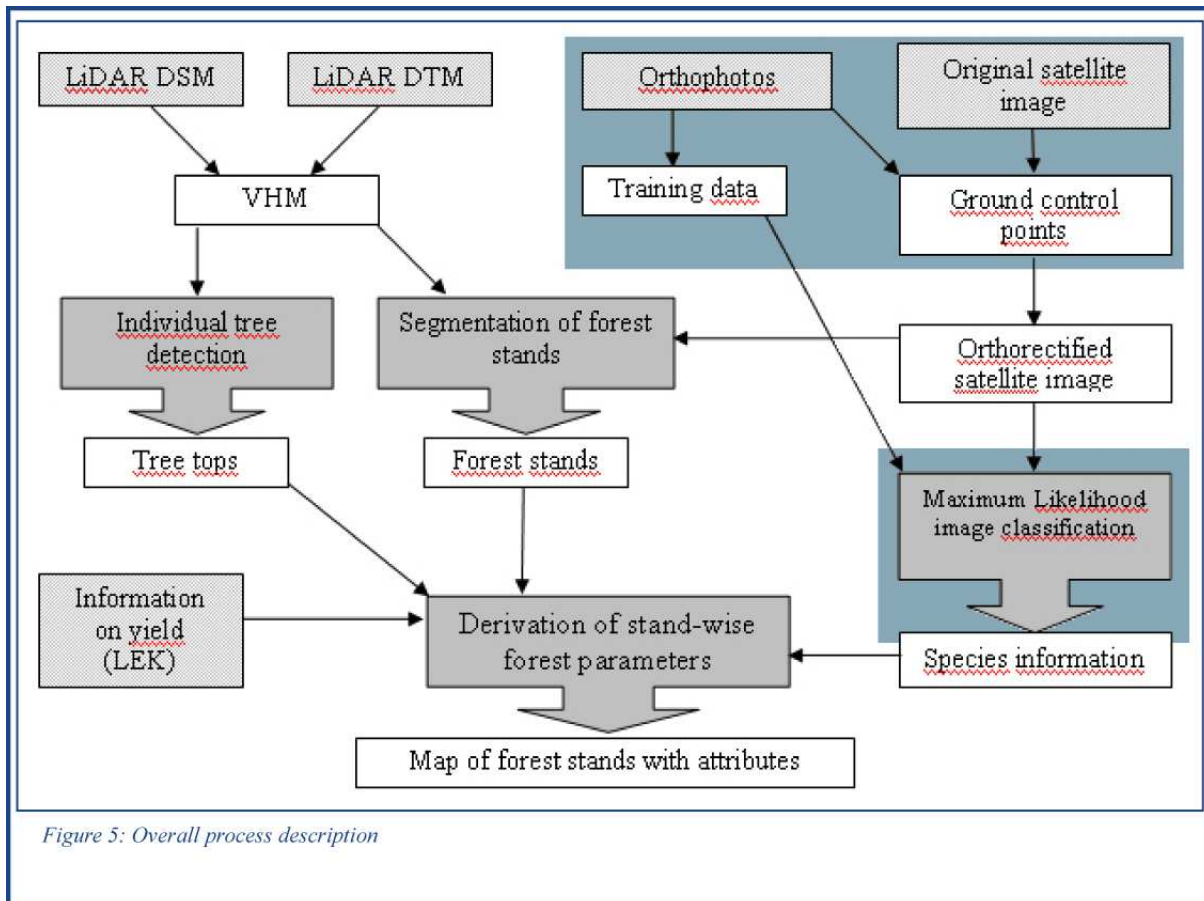 LiDAR DSM
LiDAR DTM
Orthophotos
Original satellite
image
VHM
Training data
Ground control
points
Individual tree
detection
Segmentation of forest
stands
Orthorectified
satellite image
Tree tops
Forest stands
Maximum Likelihood
image classification
Information
on yield
(LEK)
Derivation of stand-wise
forest parameters
Species information
Map of forest stands with attributes
Figure 5: Overall process description